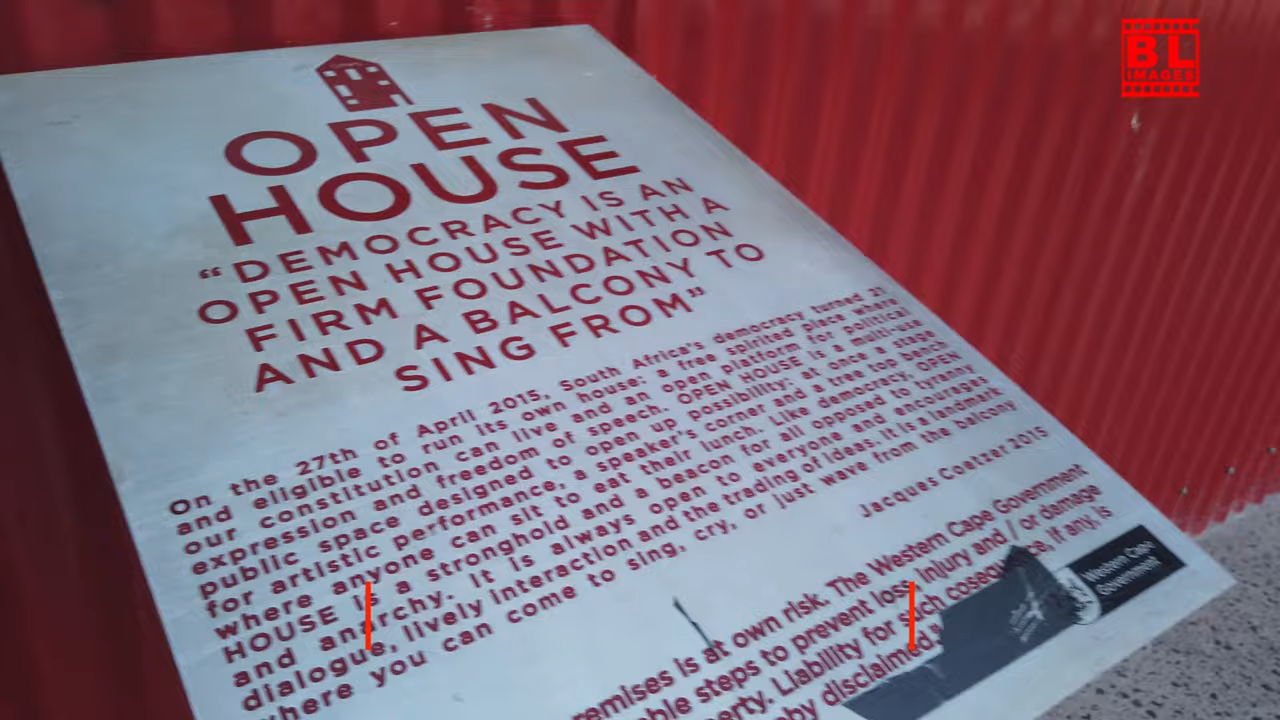 BL
IMAGES
OPEN
HOUSE
“DEMOCRACY IS AN
OPEN HOUSE WITH A
FIRM FOUNDATION
AND A BALCONY TO
SING FROM”
On the 27th of April 2015, South Africa's democracy turned 21
and eligible to run its own house: a free spirited place where
our constitution can live and an open platform for political
expression and freedom of speech. OPEN HOUSE is a multi-use
public space designed to open up possibility: at once a stage
for artistic performance, a speaker's corner and a tree top bench
where anyone can sit to eat their lunch. Like democracy, OPEN
HOUSE is a stronghold and a beacon for all opposed to tyranny
and anarchy. It is always open to everyone and encourages
dialogue, lively interaction and the trading of ideas. It is a landmark
where you can come to sing, cry, or just wave from the balcony
Jacques Coetzer 2015
emises is at own risk. The Western Cape Government
ble steps to prevent loss, injury and / or damage
perty. Liability for such if any, is
by disclaimed
Western Cape
Government